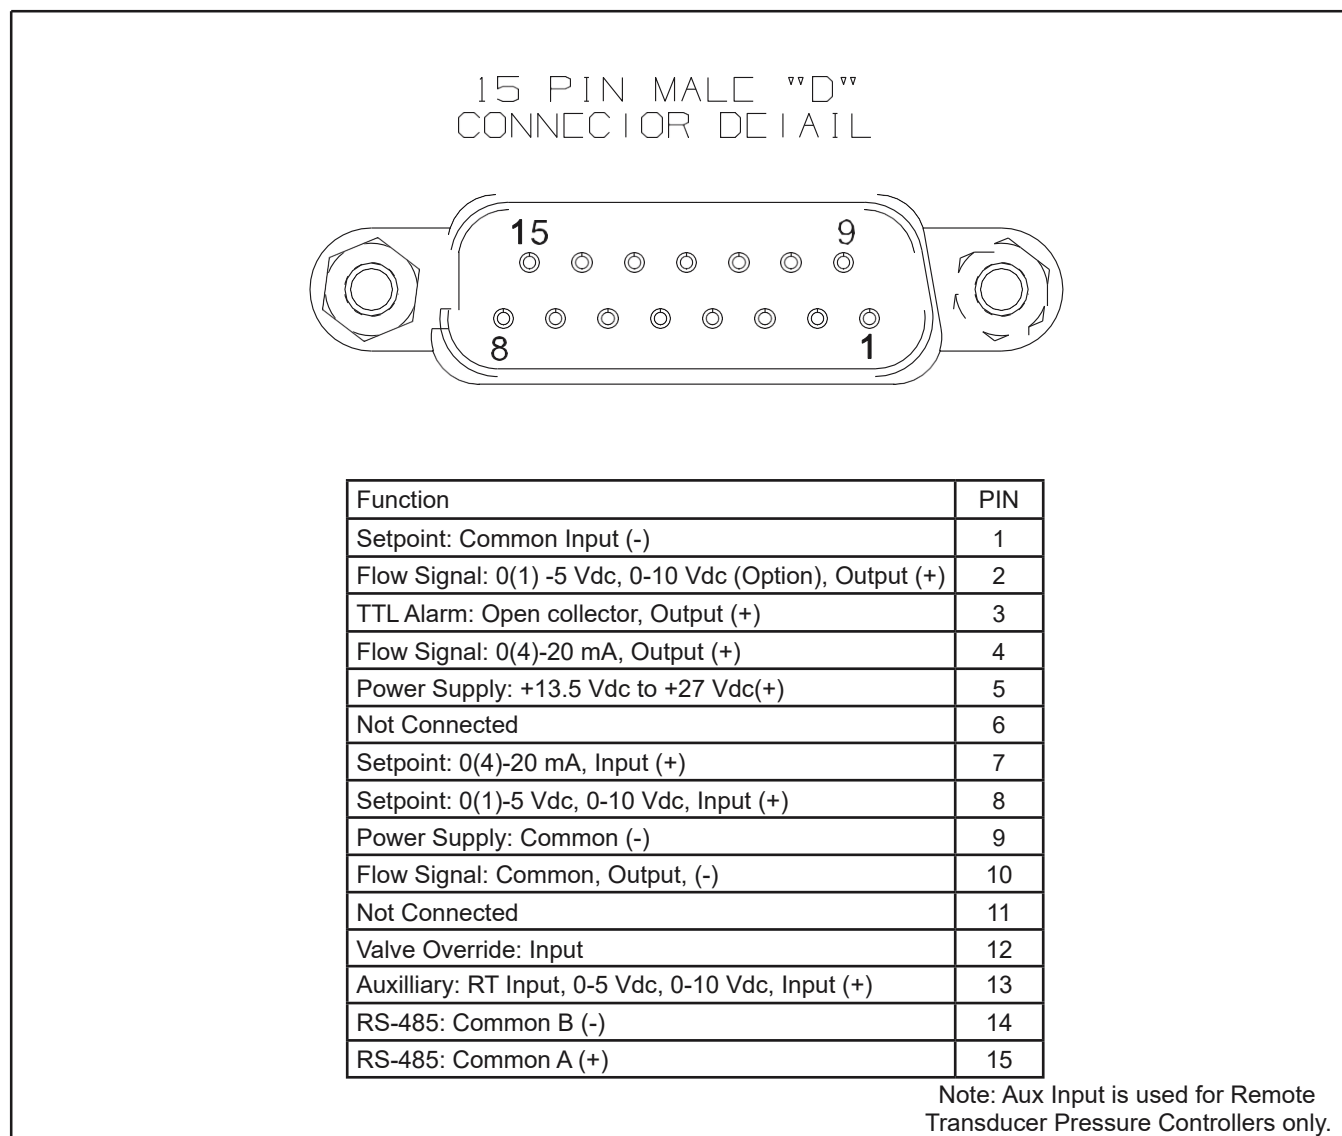 15 PIN MALE "D"
CONNECTOR DETAIL
15 9
8 1
Function PIN
Setpoint: Common Input (-) 1
Flow Signal: 0(1) -5 Vdc, 0-10 Vdc (Option), Output (+) 2
TTL Alarm: Open collector, Output (+) 3
Flow Signal: 0(4)-20 mA, Output (+) 4
Power Supply: +13.5 Vdc to +27 Vdc(+) 5
Not Connected 6
Setpoint: 0(4)-20 mA, Input (+) 7
Setpoint: 0(1)-5 Vdc, 0-10 Vdc, Input (+) 8
Power Supply: Common (-) 9
Flow Signal: Common, Output, (-) 10
Not Connected 11
Valve Override: Input 12
Auxilliary: RT Input, 0-5 Vdc, 0-10 Vdc, Input (+) 13
RS-485: Common B (-) 14
RS-485: Common A (+) 15
Note: Aux Input is used for Remote
Transducer Pressure Controllers only.